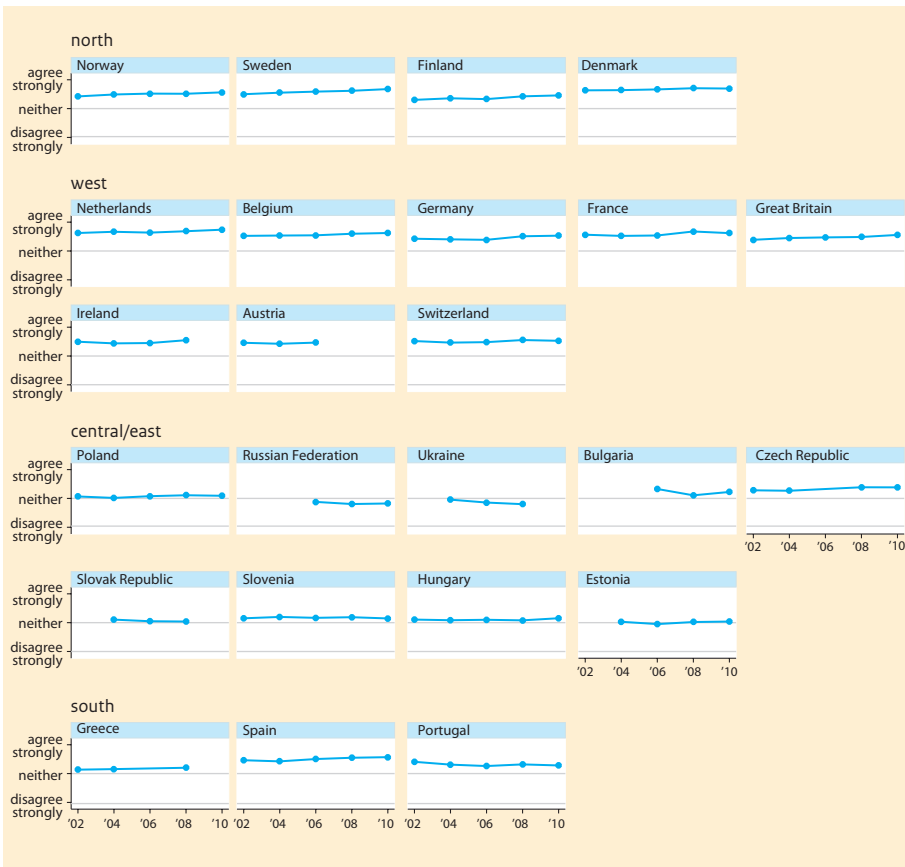 north
Norway Sweden Finland Denmark
agree
strongly
neither
disagree
strongly
west
Netherlands Belgium Germany France Great Britain
agree
strongly
neither
disagree
strongly
Ireland Austria Switzerland
agree
strongly
neither
disagree
strongly
central/east
Poland Russian Federation Ukraine Bulgaria Czech Republic
agree
strongly
neither
disagree
strongly
'02 '04 '06 '08 '10
Slovak Republic Slovenia Hungary Estonia
agree
strongly
neither
disagree
strongly
'02 '04 '06 '08 '10
south
Greece Spain Portugal
agree
strongly
neither
disagree
strongly
'02 '04 '06 '08 '10 '02 '04 '06 '08 '10 '02 '04 '06 '08 '10